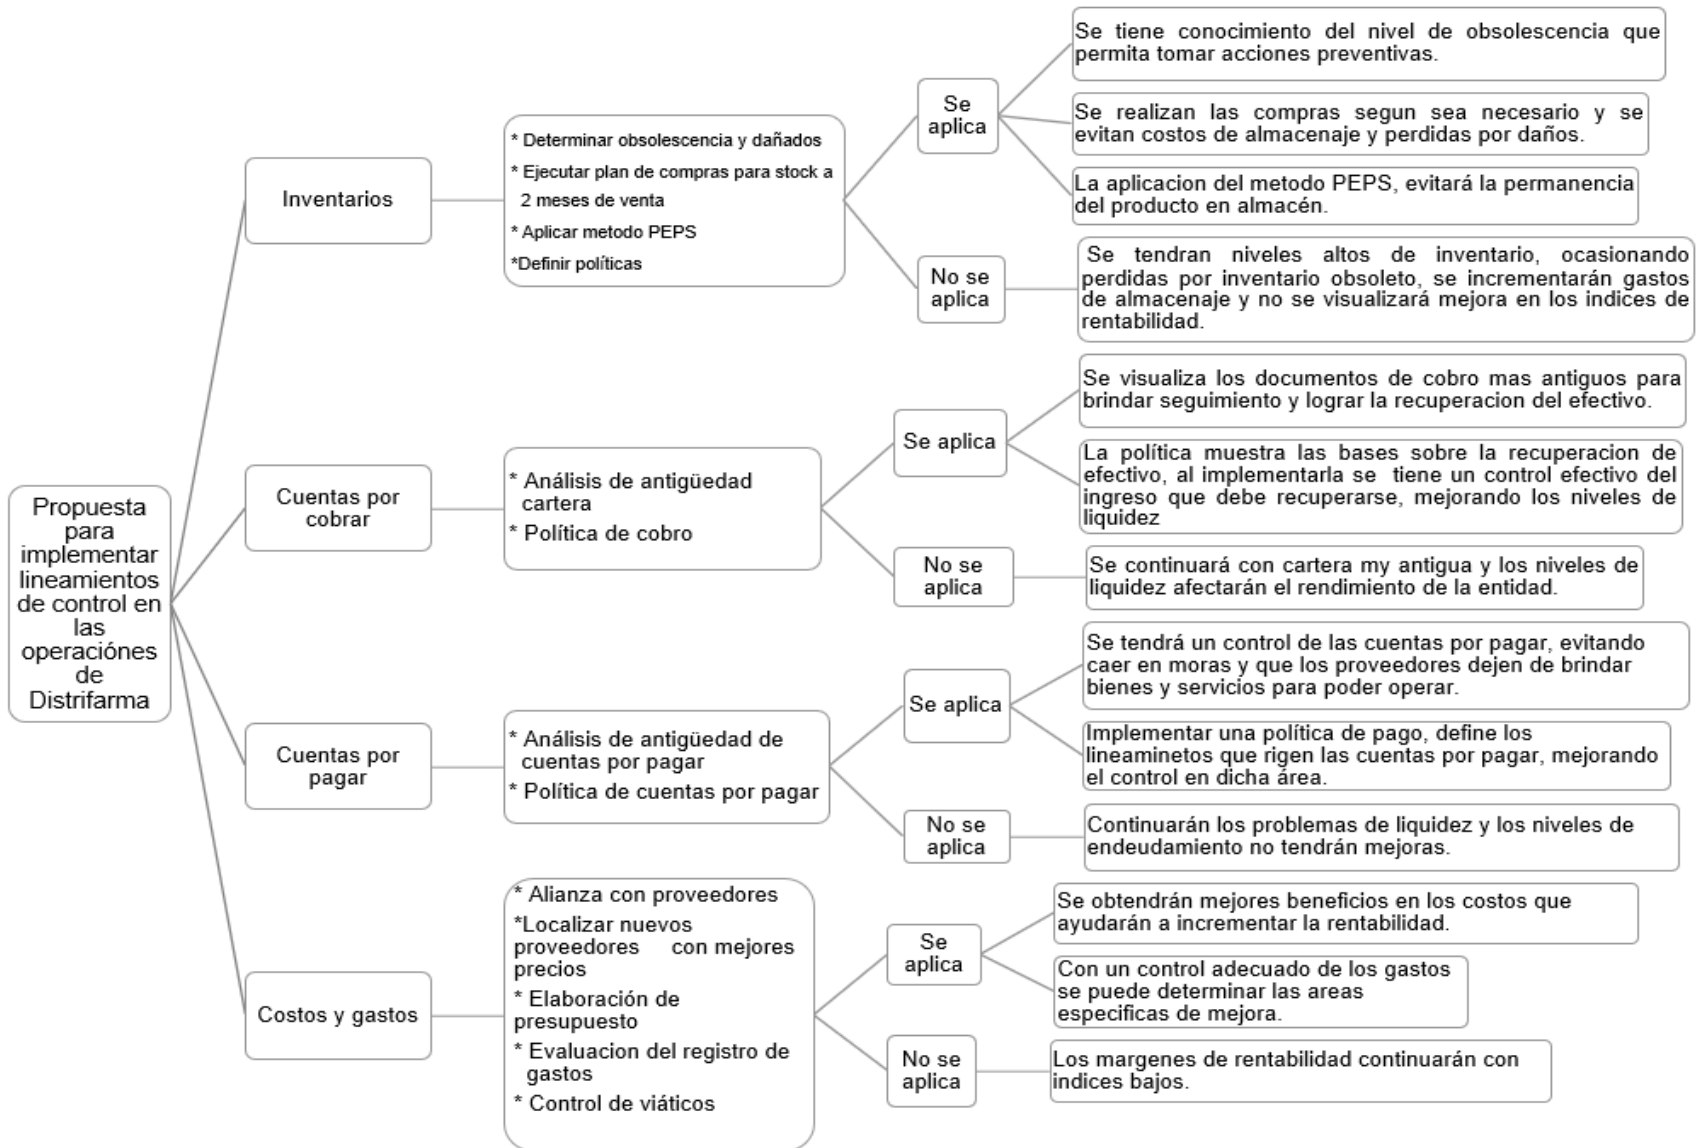 Propuesta
para
implementar
lineamientos
de control en
las
operaciónes
de
Distrifarma
Inventarios
* Determinar obsolescencia y dañados
* Ejecutar plan de compras para stock a
2 meses de venta
* Aplicar metodo PEPS
*Definir políticas
Se
aplica
Se tiene conocimiento del nivel de obsolescencia que
permita tomar acciones preventivas.
Se realizan las compras segun sea necesario y se
evitan costos de almacenaje y perdidas por daños.
La aplicacion del metodo PEPS, evitará la permanencia
del producto en almacén.
No se
aplica
Se tendran niveles altos de inventario, ocasionando
perdidas por inventario obsoleto, se incrementarán gastos
de almacenaje y no se visualizará mejora en los indices de
rentabilidad.
Cuentas por
cobrar
* Análisis de antigüedad
cartera
* Política de cobro
Se aplica
Se visualiza los documentos de cobro mas antiguos para
brindar seguimiento y lograr la recuperacion del efectivo.
La política muestra las bases sobre la recuperacion de
efectivo, al implementarla se tiene un control efectivo del
ingreso que debe recuperarse, mejorando los niveles de
liquidez
No se
aplica
Se continuará con cartera my antigua y los niveles de
liquidez afectarán el rendimiento de la entidad.
Cuentas por
pagar
* Análisis de antigüedad de
cuentas por pagar
* Política de cuentas por pagar
Se aplica
Se tendrá un control de las cuentas por pagar, evitando
caer en moras y que los proveedores dejen de brindar
bienes y servicios para poder operar.
Implementar una política de pago, define los
lineaminetos que rigen las cuentas por pagar, mejorando
el control en dicha área.
No se
aplica
Continuarán los problemas de liquidez y los niveles de
endeudamiento no tendrán mejoras.
Costos y gastos
* Alianza con proveedores
*Localizar nuevos
proveedores con mejores
precios
* Elaboración de
presupuesto
* Evaluacion del registro de
gastos
* Control de viáticos
Se
aplica
Se obtendrán mejores beneficios en los costos que
ayudarán a incrementar la rentabilidad.
Con un control adecuado de los gastos
se puede determinar las areas
especificas de mejora.
No se
aplica
Los margenes de rentabilidad continuarán con
indices bajos.